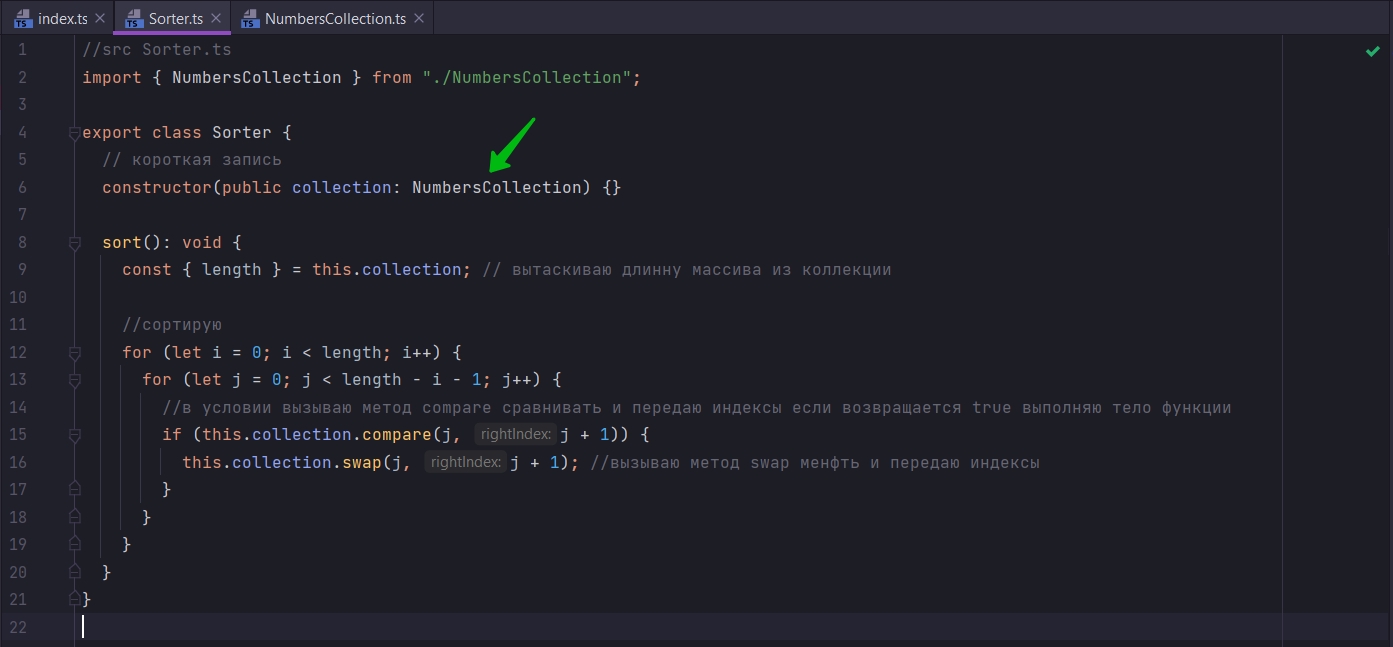 index.ts Sorter.ts NumbersCollection.ts
1 //src Sorter.ts
2 import { NumbersCollection } from "./NumbersCollection";
3
4 export class Sorter {
5 // короткая запись
6 constructor(public collection: NumbersCollection) {}
7
8 sort(): void {
9 const { length } = this.collection; // вытаскиваю длинну массива из коллекции
10
11 //сортирую
12 for (let i = 0; i < length; i++) {
13 for (let j = 0; j < length - i - 1; j++) {
14 //в условии вызываю метод compare сравнивать и передаю индексы если возвращается true выполняю тело функции
15 if (this.collection.compare(j, rightIndex: j + 1)) {
16 this.collection.swap(j, rightIndex: j + 1); //вызываю метод swap менфть и передаю индексы
17 }
18 }
19 }
20 }
21 }
22